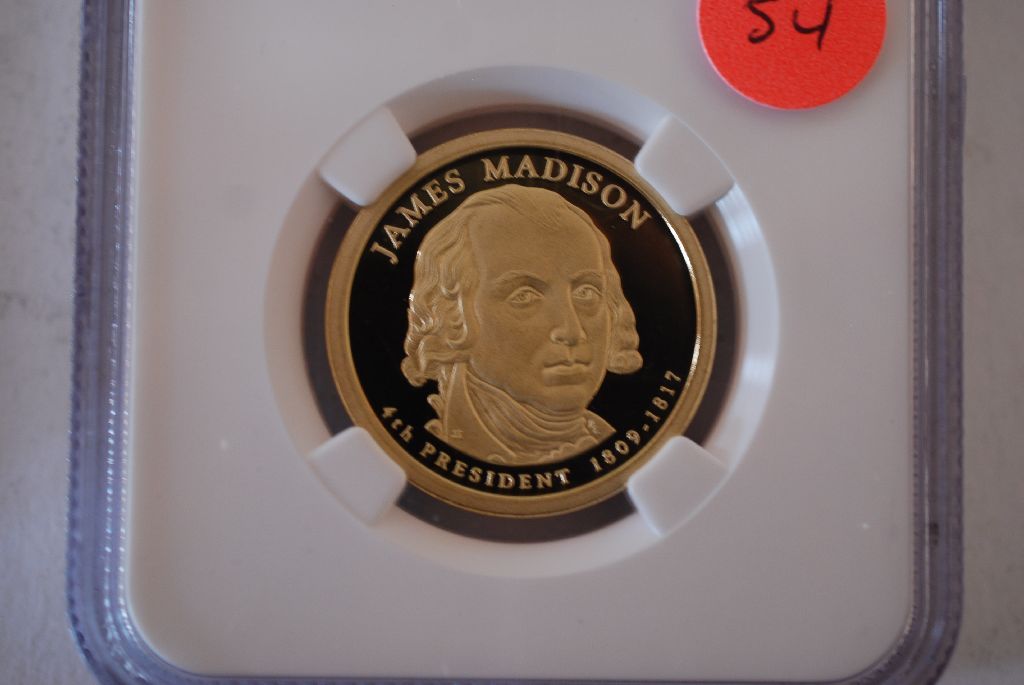 54
JAMES MADISON
4th PRESIDENT 1809-1817